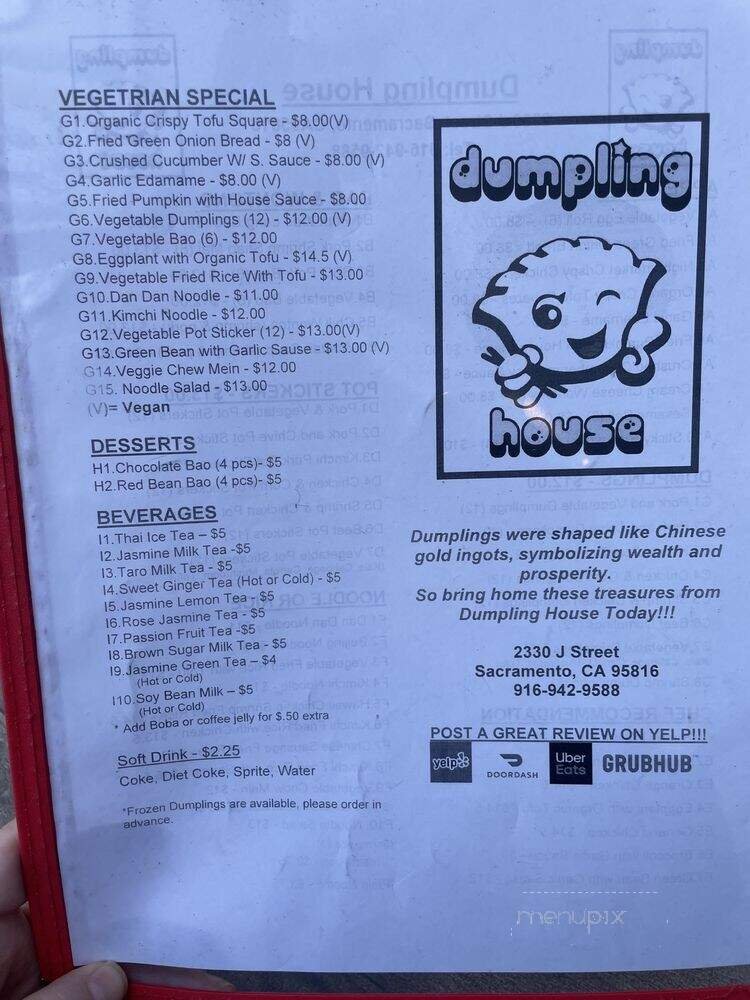 VEGETRIAN SPECIAL
G1.Organic Crispy Tofu Square - $8.00(V)
G2.Fried Green Onion Bread - $8 (V)
G3.Crushed Cucumber W/ S. Sauce - $8.00 (V)
G4.Garlic Edamame - $8.00 (V)
G5.Fried Pumpkin with House Sauce - $8.00
G6.Vegetable Dumplings (12) - $12.00 (V)
G7.Vegetable Bao (6) - $12.00
G8.Eggplant with Organic Tofu - $14.5 (V)
G9.Vegetable Fried Rice With Tofu - $13.00
G10.Dan Dan Noodle - $11.00
G11.Kimchi Noodle - $12.00
G12.Vegetable Pot Sticker (12) - $13.00(V)
G13.Green Bean with Garlic Sause - $13.00 (V)
G14.Veggie Chew Mein - $12.00
G15. Noodle Salad - $13.00
(V)= Vegan
DESSERTS
H1.Chocolate Bao (4 pcs)- $5
H2.Red Bean Bao (4 pcs)- $5
BEVERAGES
I1.Thai Ice Tea – $5
I2.Jasmine Milk Tea -$5
I3.Taro Milk Tea - $5
I4.Sweet Ginger Tea (Hot or Cold) - $5
I5.Jasmine Lemon Tea - $5
I6.Rose Jasmine Tea - $5
I7.Passion Fruit Tea -$5
I8.Brown Sugar Milk Tea - $5
I9.Jasmine Green Tea – $4
(Hot or Cold)
I10.Soy Bean Milk – $5
(Hot or Cold)
* Add Boba or coffee jelly for $.50 extra
Soft Drink - $2.25
Coke, Diet Coke, Sprite, Water
*Frozen Dumplings are available, please order in
advance.
dumpling
house
Dumplings were shaped like Chinese
gold ingots, symbolizing wealth and
prosperity.
So bring home these treasures from
Dumpling House Today!!!
2330 J Street
Sacramento, CA 95816
916-942-9588
POST A GREAT REVIEW ON YELP!!!
yelp
DOORDASH
Uber
Eats
GRUBHUB
menupix